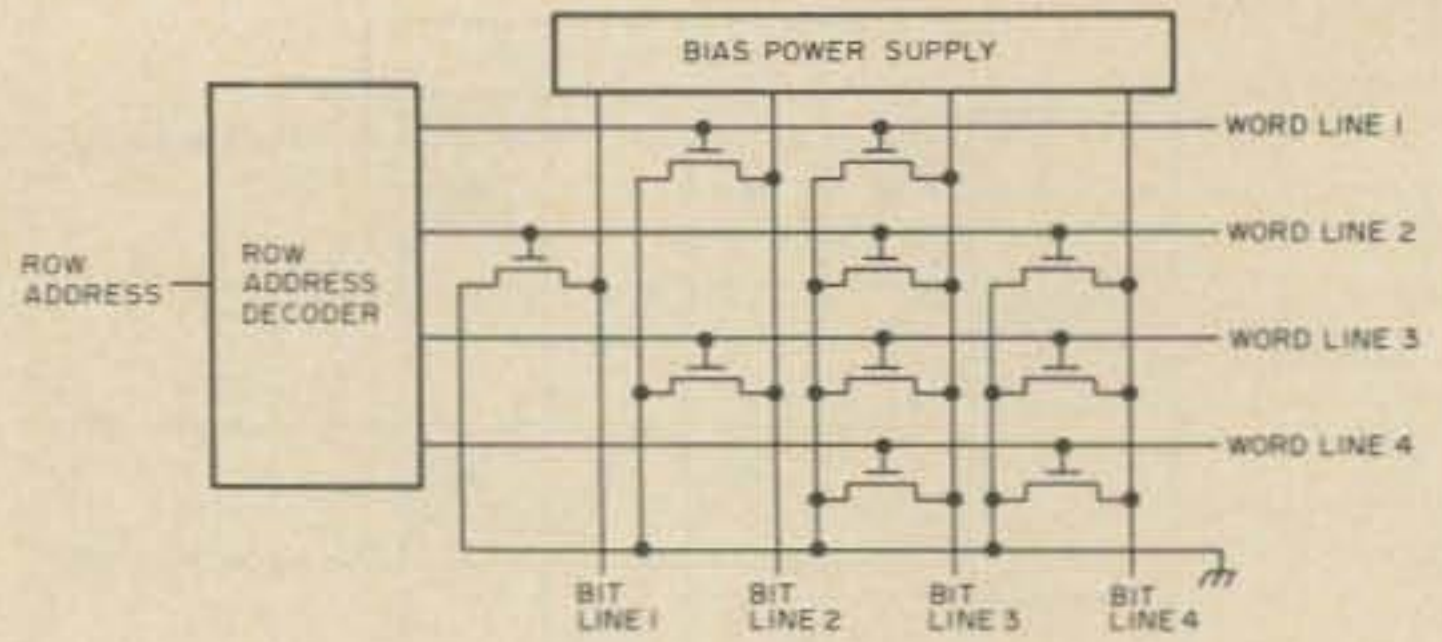 BIAS POWER SUPPLY
WORD LINE 1
WORD LINE 2
ROW
ADDRESS
ROW
ADDRESS
DECODER
WORD LINE 3
WORD LINE 4
BIT
LINE 1
BIT
LINE 2
BIT
LINE 3
BIT
LINE 4